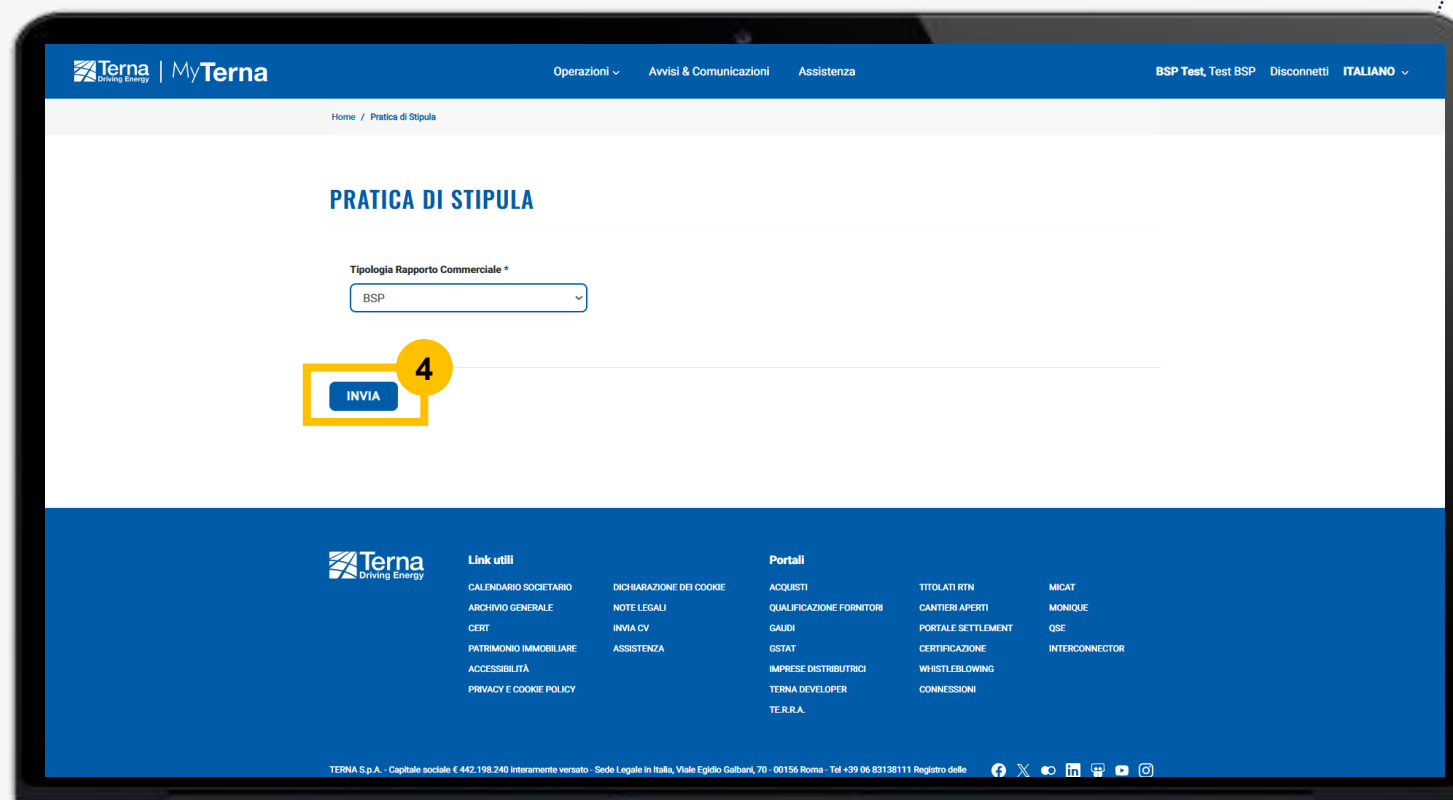 Terna
Driving Energy
MyTerna
Operazioni
Avvisi & Comunicazioni
Assistenza
BSP Test, Test BSP
Disconnetti
ITALIANO
Home / Pratica di Stipula
PRATICA DI STIPULA
Tipologia Rapporto Commerciale *
BSP
4
INVIA
Terna
Driving Energy
Link utili
CALENDARIO SOCIETARIO
ARCHIVIO GENERALE
CERT
PATRIMONIO IMMOBILIARE
ACCESSIBILITÀ
PRIVACY E COOKIE POLICY
DICHIARAZIONE DEI COOKIE
NOTE LEGALI
INVIA CV
ASSISTENZA
Portali
ACQUISTI
QUALIFICAZIONE FORNITORI
GAUDI
GSTAT
IMPRESE DISTRIBUTRICI
TERNA DEVELOPER
TE.R.R.A.
TITOLATI RTN
CANTIERI APERTI
PORTALE SETTLEMENT
CERTIFICAZIONE
WHISTLEBLOWING
CONNESSIONI
MICAT
MONIQUE
QSE
INTERCONNECTOR
TERNA S.p.A. - Capitale sociale € 442.198.240 interamente versato - Sede Legale in Italia, Viale Egidio Galbani, 70 - 00156 Roma - Tel +39 06 83138111 Registro delle